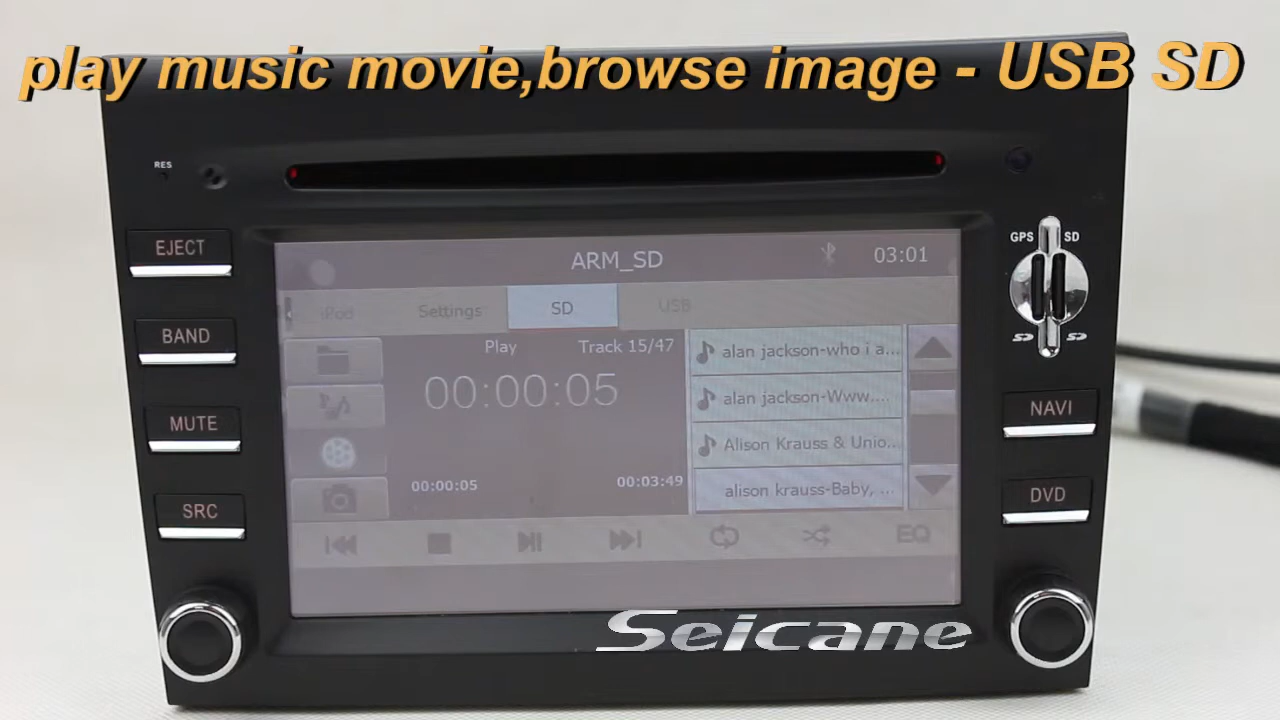 play music movie,browse image - USB SD
RES
GPS SD
EJECT
BAND
MUTE
SRC
NAVI
DVD
ARM_SD
03:01
iPod Settings SD USB
Play Track 15/47
00:00:05
00:00:05 00:03:49
alan jackson-who i a...
alan jackson-Www....
Alison Krauss & Unio..
alison krauss-Baby, ...
EQ
Seicane